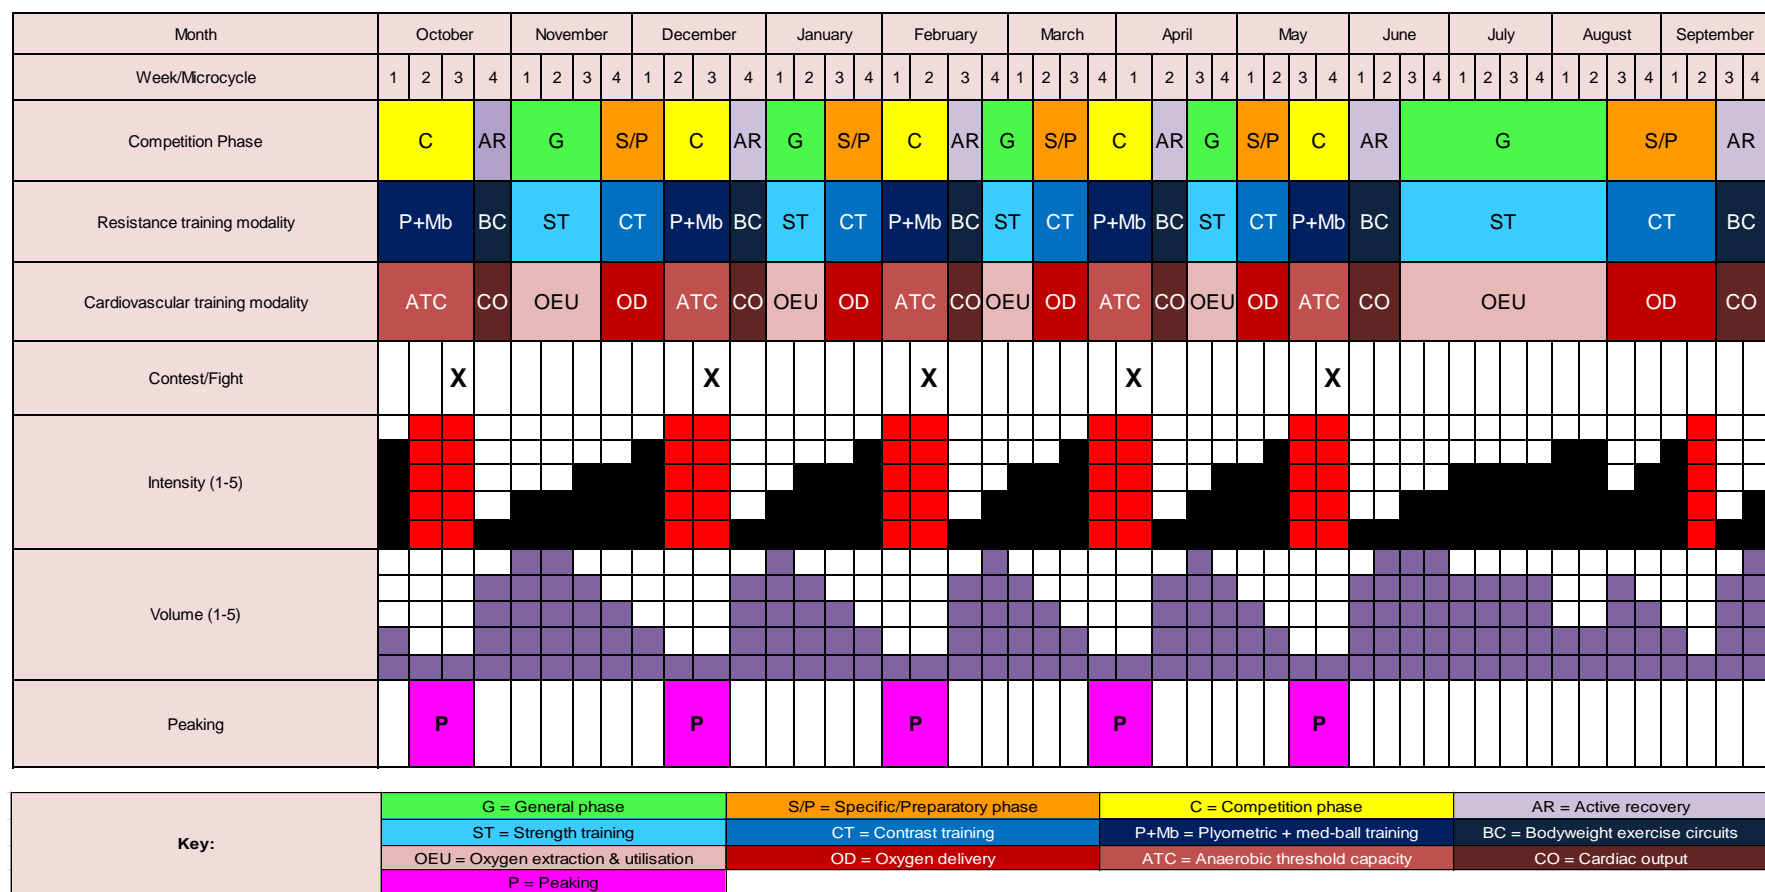 Month October November December January February March April May June July August September
Week/Microcycle 1 2 3 4 1 2 3 4 1 2 3 4 1 2 3 4 1 2 3 4 1 2 3 4 1 2 3 4 1 2 3 4 1 2 3 4 1 2 3 4 1 2 3 4 1 2 3 4
Competition Phase C AR G S/P C AR G S/P C AR G S/P C AR G S/P C AR G S/P AR
Resistance training modality P+Mb BC ST CT P+Mb BC ST CT P+Mb BC ST CT P+Mb BC ST CT P+Mb BC ST CT BC
Cardiovascular training modality ATC CO OEU OD ATC CO OEU OD ATC CO OEU OD ATC CO OEU OD ATC CO OEU OD CO
Contest/Fight X X X X X
Intensity (1-5)
Volume (1-5)
Peaking P P P P P
Key:
G = General phase S/P = Specific/Preparatory phase C = Competition phase AR = Active recovery
ST = Strength training CT = Contrast training P+Mb = Plyometric + med-ball training BC = Bodyweight exercise circuits
OEU = Oxygen extraction & utilisation OD = Oxygen delivery ATC = Anaerobic threshold capacity CO = Cardiac output
P = Peaking